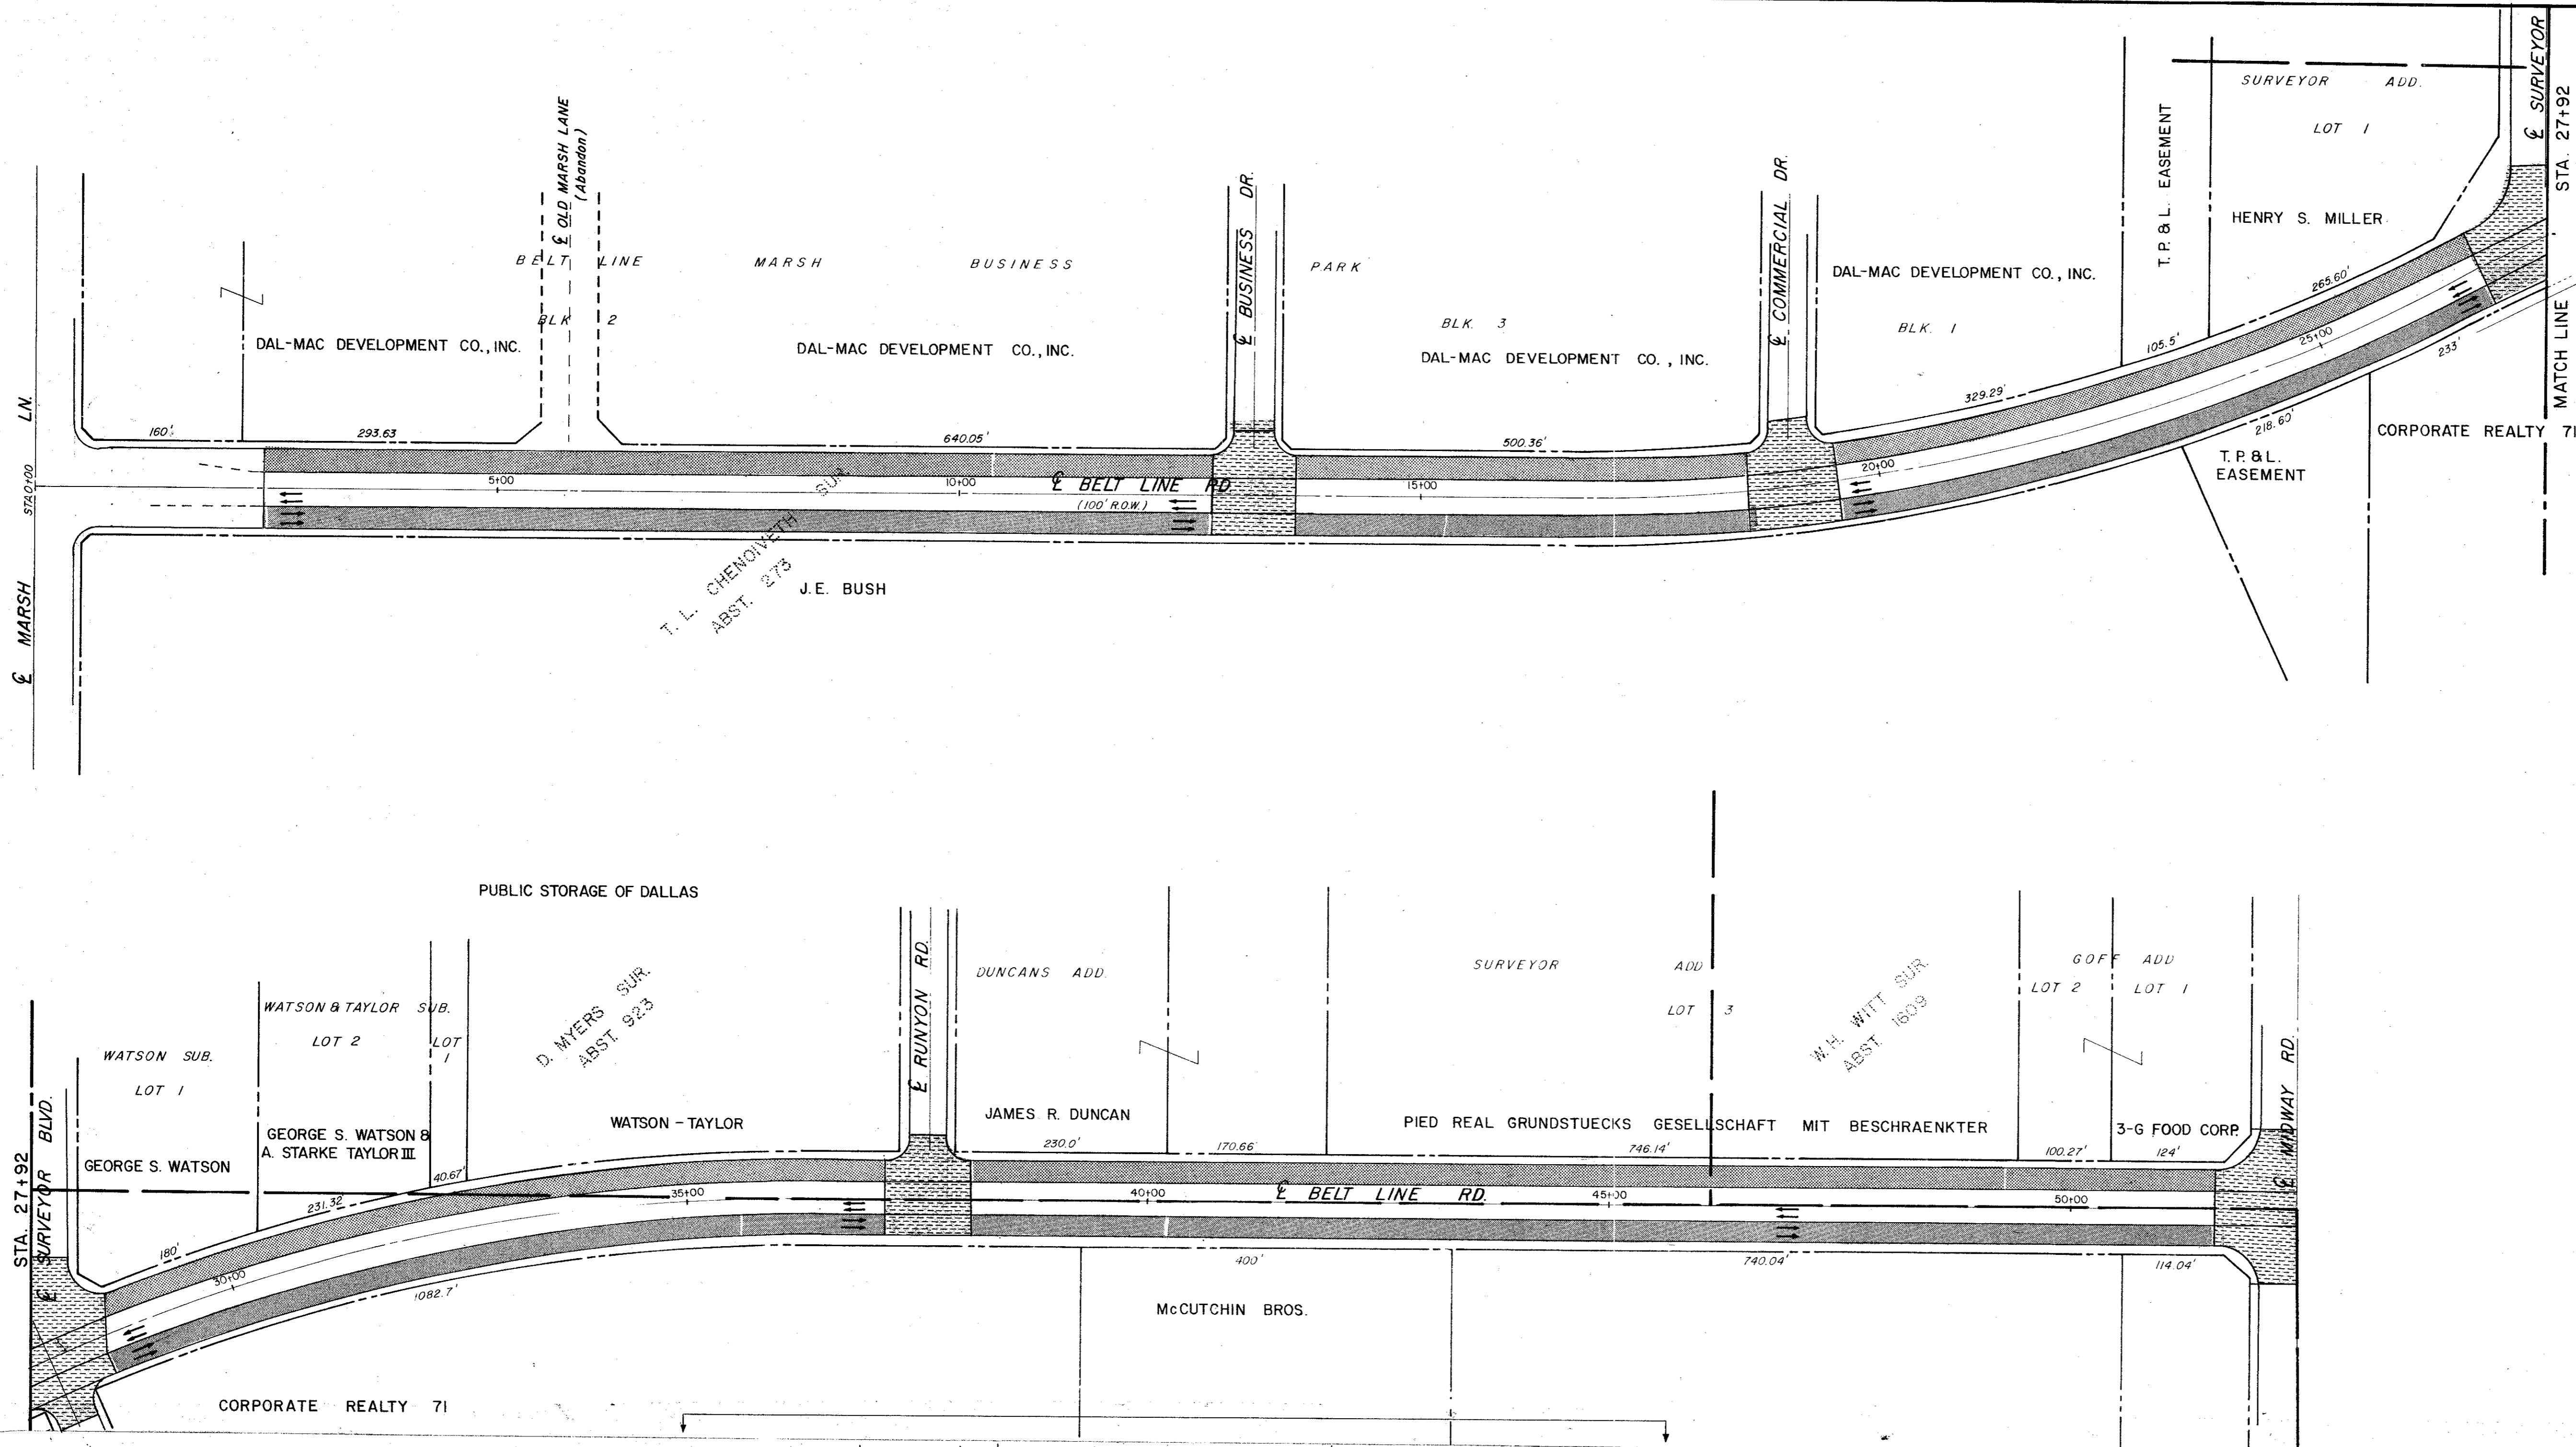 ℄ SURVEYOR
STA. 27+92
MATCH LINE
SURVEYOR ADD.
LOT 1
HENRY S. MILLER
T. P. & L. EASEMENT
℄ OLD MARSH LANE
(Abandon)
℄ BUSINESS DR.
℄ COMMERCIAL DR.
BELT LINE MARSH BUSINESS PARK
BLK 2
BLK. 3
BLK. 1
DAL-MAC DEVELOPMENT CO., INC.
DAL-MAC DEVELOPMENT CO., INC.
DAL-MAC DEVELOPMENT CO., INC.
DAL-MAC DEVELOPMENT CO., INC.
℄ MARSH LN.
STA 0+00
160'
293.63
640.05'
500.36'
329.29'
105.5'
265.60'
5+00
10+00
15+00
20+00
25+00
℄ BELT LINE RD.
(100' R.O.W.)
233'
218.60'
CORPORATE REALTY 71
T. P. & L.
EASEMENT
T. L. CHENOIVETH SUR.
ABST. 273
J. E. BUSH
PUBLIC STORAGE OF DALLAS
STA. 27+92
℄ SURVEYOR BLVD.
WATSON SUB.
LOT 1
GEORGE S. WATSON
WATSON & TAYLOR SUB.
LOT 2
LOT
1
GEORGE S. WATSON &
A. STARKE TAYLOR III
D. MYERS SUR.
ABST. 923
WATSON – TAYLOR
℄ RUNYON RD.
DUNCANS ADD.
JAMES R. DUNCAN
SURVEYOR ADD
LOT 3
W. H. WITT SUR.
ABST. 1609
PIED REAL GRUNDSTUECKS GESELLSCHAFT MIT BESCHRAENKTER
GOFF ADD
LOT 2
LOT 1
3-G FOOD CORP.
℄ MIDWAY RD.
180'
231.32
40.67'
230.0'
170.66
746.14'
100.27'
124'
30+00
35+00
40+00
℄ BELT LINE RD.
45+00
50+00
1082.7'
400'
740.04'
114.04'
McCUTCHIN BROS.
CORPORATE REALTY 71